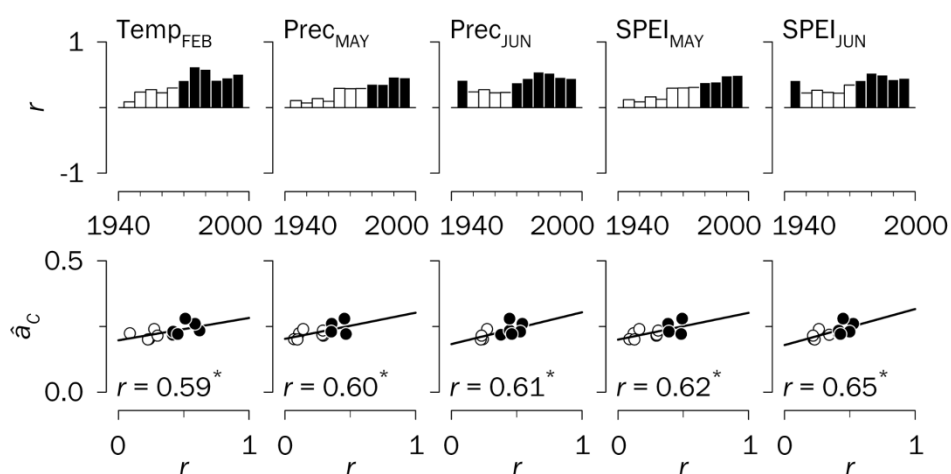 Temp_FEB Prec_MAY Prec_JUN SPEI_MAY SPEI_JUN
1
r
-1
1940 2000 1940 2000 1940 2000 1940 2000 1940 2000
0.5
â_C
r = 0.59* r = 0.60* r = 0.61* r = 0.62* r = 0.65*
0.0
0 1 0 1 0 1 0 1 0 1
r r r r r